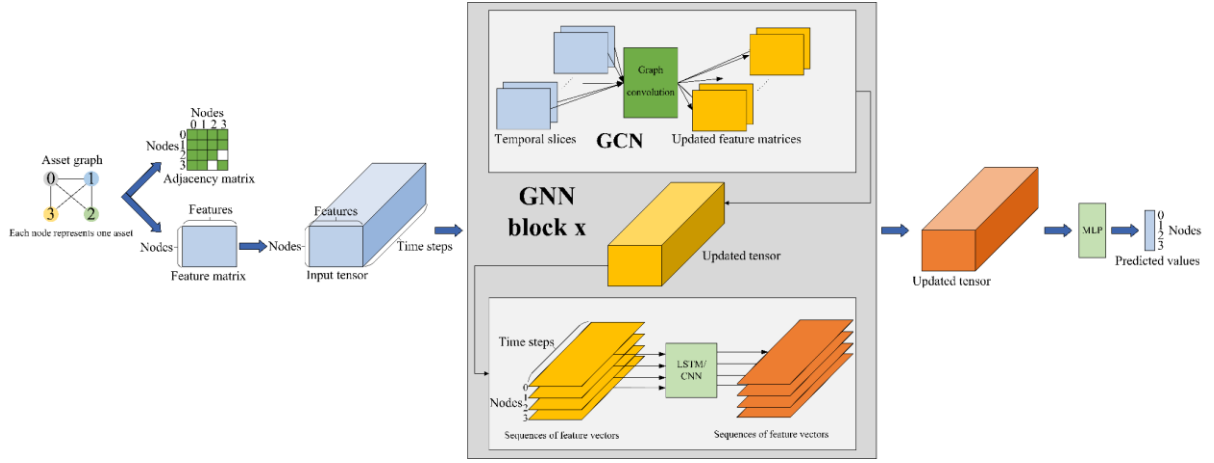 Asset graph
0
1
3
2
Each node represents one asset
Nodes
0 1 2 3
Nodes
0
1
2
3
Adjacency matrix
Features
Nodes
Feature matrix
Features
Nodes
Time steps
Input tensor
Graph
convolution
Temporal slices
GCN
Updated feature matrices
GNN
block x
Updated tensor
Time steps
Nodes
0
1
2
3
LSTM/
CNN
Sequences of feature vectors
Sequences of feature vectors
Updated tensor
MLP
0
1
2
3
Nodes
Predicted values